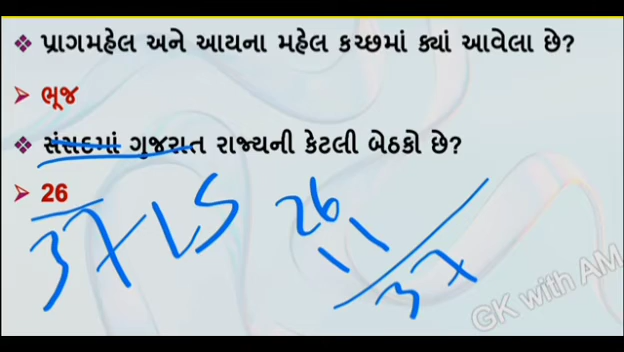 ❖ પ્રાગમહેલ અને આયના મહેલ કચ્છમાં ક્યાં આવેલા છે?
➢ ભૂજ
❖ સંસદમાં ગુજરાત રાજ્યની કેટલી બેઠકો છે?
➢ 26
37 LS
26
11
37
GK with AM